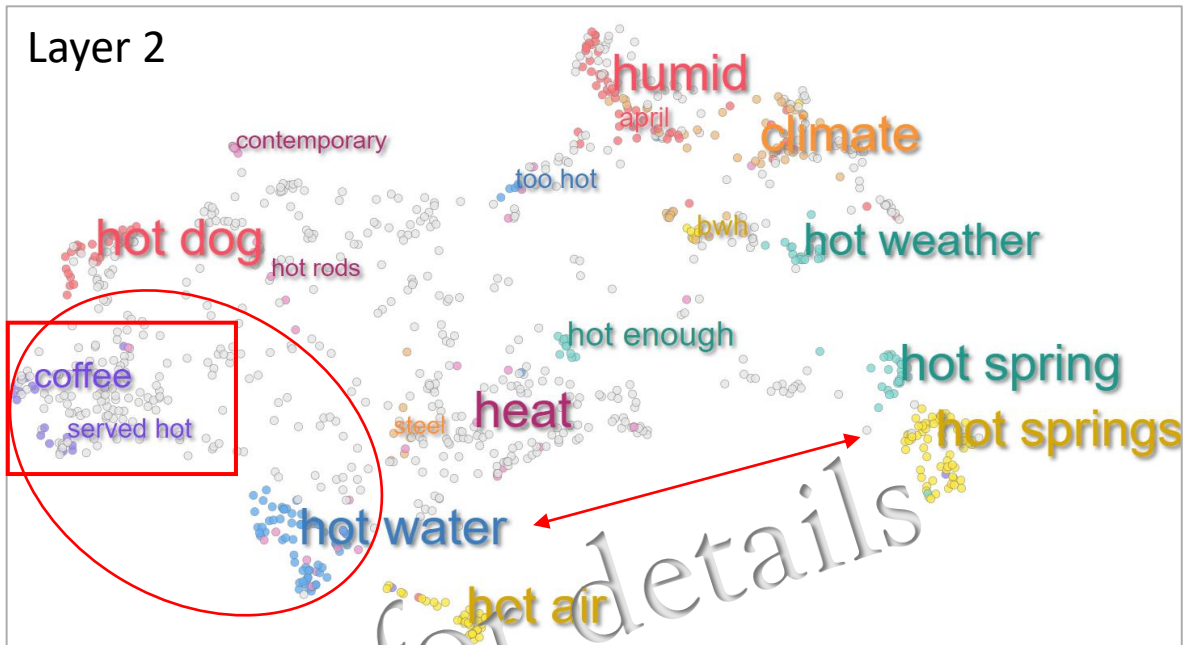 Layer 2
humid
april
climate
contemporary
too hot
bwh
hot weather
hot dog
hot rods
hot enough
hot spring
coffee
served hot
steel
heat
hot springs
hot water
hot air
for details